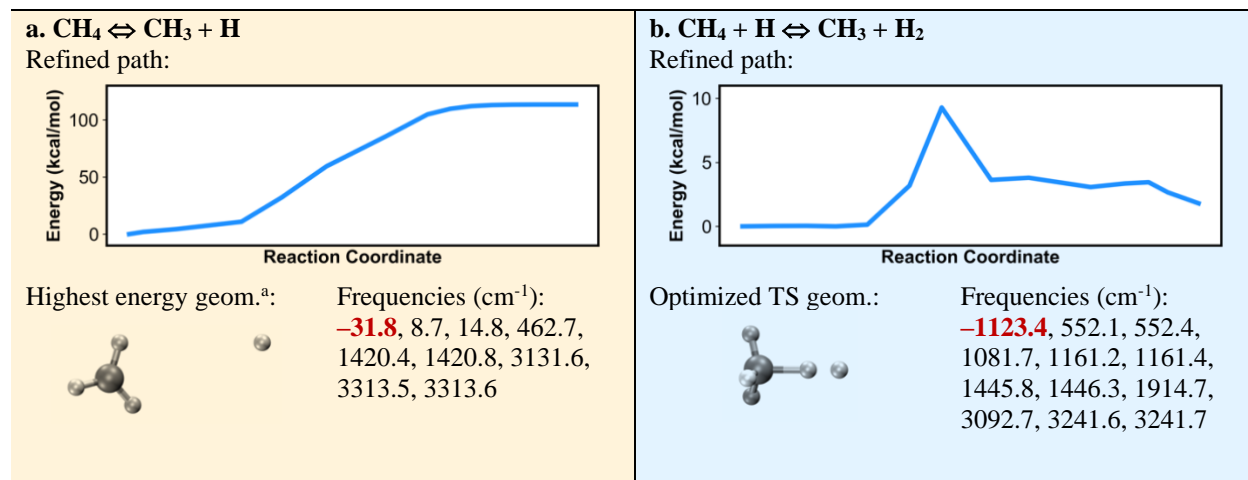 a. CH₄ ⇔ CH₃ + H
Refined path:
Energy (kcal/mol)
100
50
0
Reaction Coordinate
Highest energy geom.ᵃ:
Frequencies (cm⁻¹):
–31.8, 8.7, 14.8, 462.7,
1420.4, 1420.8, 3131.6,
3313.5, 3313.6
b. CH₄ + H ⇔ CH₃ + H₂
Refined path:
Energy (kcal/mol)
10
5
0
Reaction Coordinate
Optimized TS geom.:
Frequencies (cm⁻¹):
–1123.4, 552.1, 552.4,
1081.7, 1161.2, 1161.4,
1445.8, 1446.3, 1914.7,
3092.7, 3241.6, 3241.7